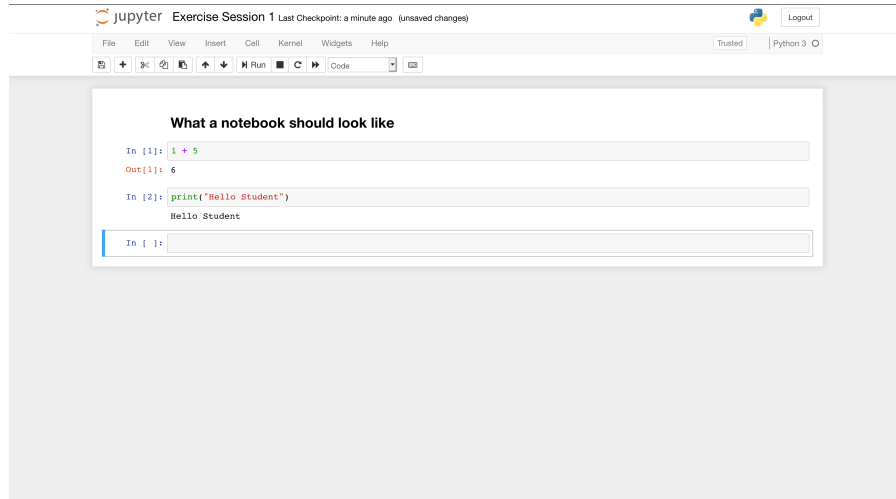 jupyter Exercise Session 1 Last Checkpoint: a minute ago (unsaved changes) Logout
File Edit View Insert Cell Kernel Widgets Help Trusted Python 3
Run Code
What a notebook should look like
In [1]: 1 + 5
Out[1]: 6
In [2]: print("Hello Student")
Hello Student
In [ ]: